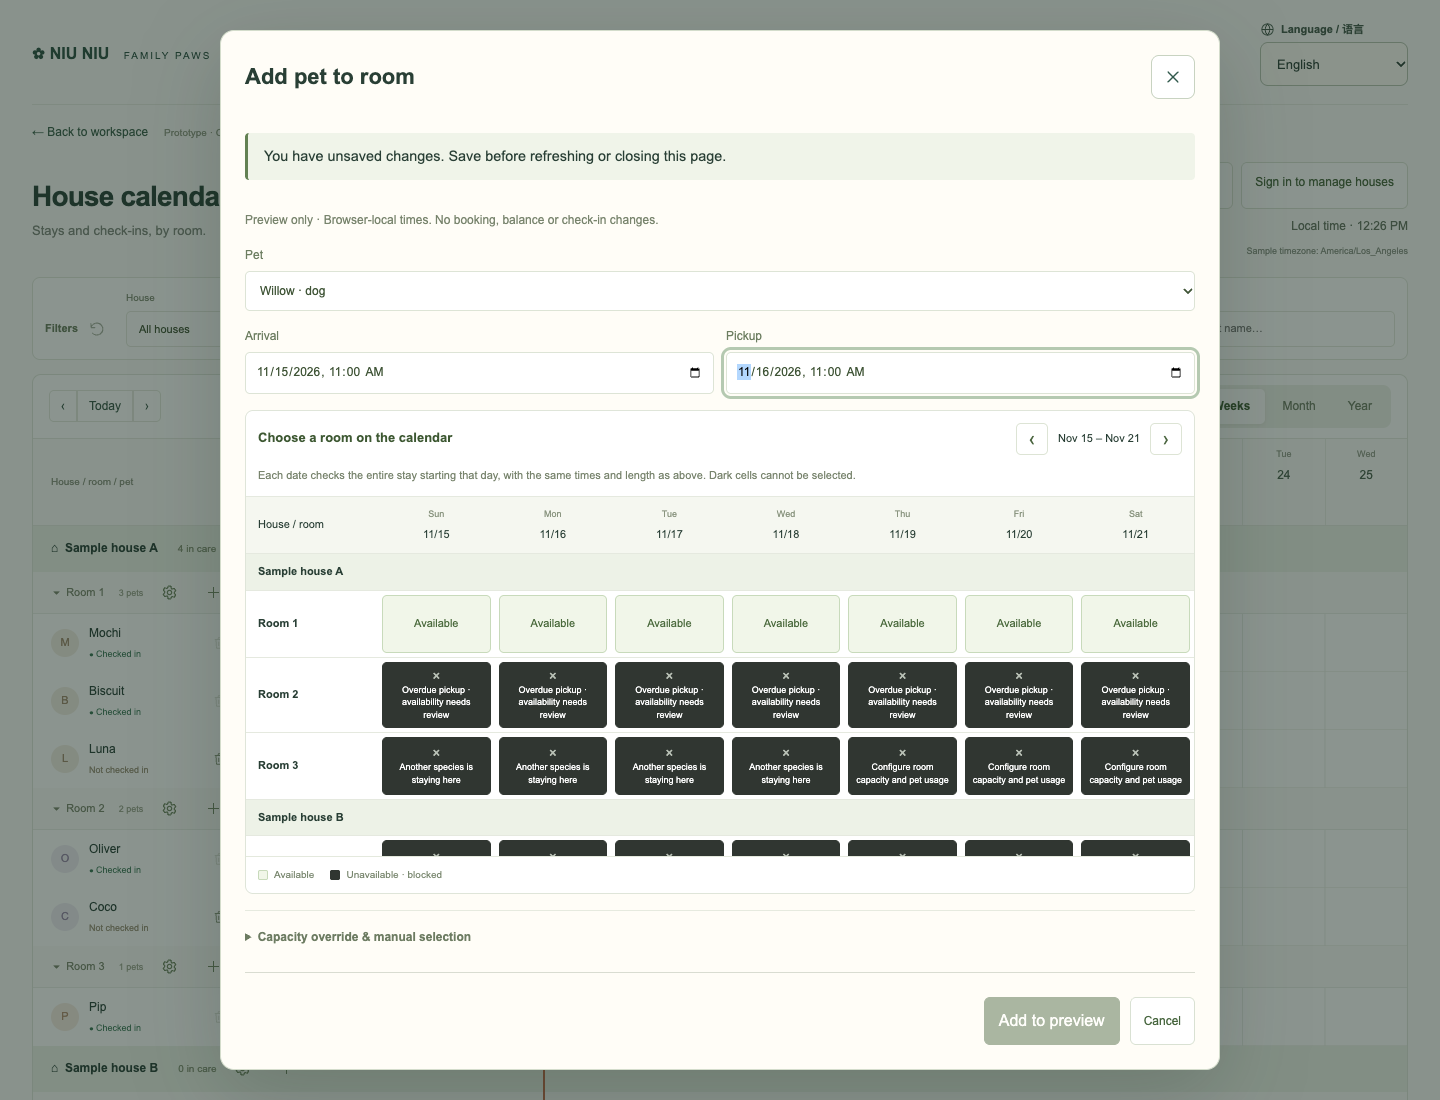 ✿ NIU NIU FAMILY PAWS
Language / 语言
English
← Back to workspace
Prototype ·
House calenda
Stays and check-ins, by room.
Sign in to manage houses
Local time · 12:26 PM
Sample timezone: America/Los_Angeles
Filters
House
All houses
name…
‹ Today ›
Weeks Month Year
House / room / pet
Tue Wed
24 25
⌂ Sample house A 4 in care
Room 1 3 pets
M Mochi
• Checked in
B Biscuit
• Checked in
L Luna
Not checked in
Room 2 2 pets
O Oliver
• Checked in
C Coco
Not checked in
Room 3 1 pets
P Pip
• Checked in
⌂ Sample house B 0 in care
Add pet to room
You have unsaved changes. Save before refreshing or closing this page.
Preview only · Browser-local times. No booking, balance or check-in changes.
Pet
Willow · dog
Arrival Pickup
11/15/2026, 11:00 AM 11/16/2026, 11:00 AM
Choose a room on the calendar
‹ Nov 15 – Nov 21 ›
Each date checks the entire stay starting that day, with the same times and length as above. Dark cells cannot be selected.
House / room
Sun Mon Tue Wed Thu Fri Sat
11/15 11/16 11/17 11/18 11/19 11/20 11/21
Sample house A
Room 1 Available Available Available Available Available Available Available
Room 2
× × × × × × ×
Overdue pickup · Overdue pickup · Overdue pickup · Overdue pickup · Overdue pickup · Overdue pickup · Overdue pickup ·
availability needs availability needs availability needs availability needs availability needs availability needs availability needs
review review review review review review review
Room 3
× × × × × × ×
Another species is Another species is Another species is Another species is Configure room Configure room Configure room
staying here staying here staying here staying here capacity and pet usage capacity and pet usage capacity and pet usage
Sample house B
Available Unavailable · blocked
Capacity override & manual selection
Add to preview
Cancel